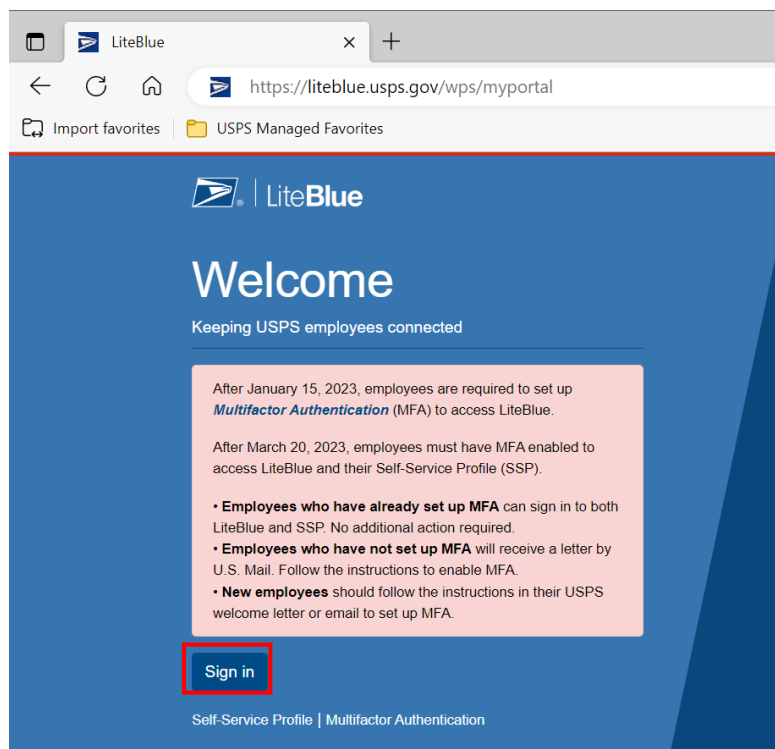 LiteBlue
https://liteblue.usps.gov/wps/myportal
Import favorites
USPS Managed Favorites
LiteBlue
Welcome
Keeping USPS employees connected
After January 15, 2023, employees are required to set up
Multifactor Authentication (MFA) to access LiteBlue.
After March 20, 2023, employees must have MFA enabled to
access LiteBlue and their Self-Service Profile (SSP).
• Employees who have already set up MFA can sign in to both
LiteBlue and SSP. No additional action required.
• Employees who have not set up MFA will receive a letter by
U.S. Mail. Follow the instructions to enable MFA.
• New employees should follow the instructions in their USPS
welcome letter or email to set up MFA.
Sign in
Self-Service Profile | Multifactor Authentication